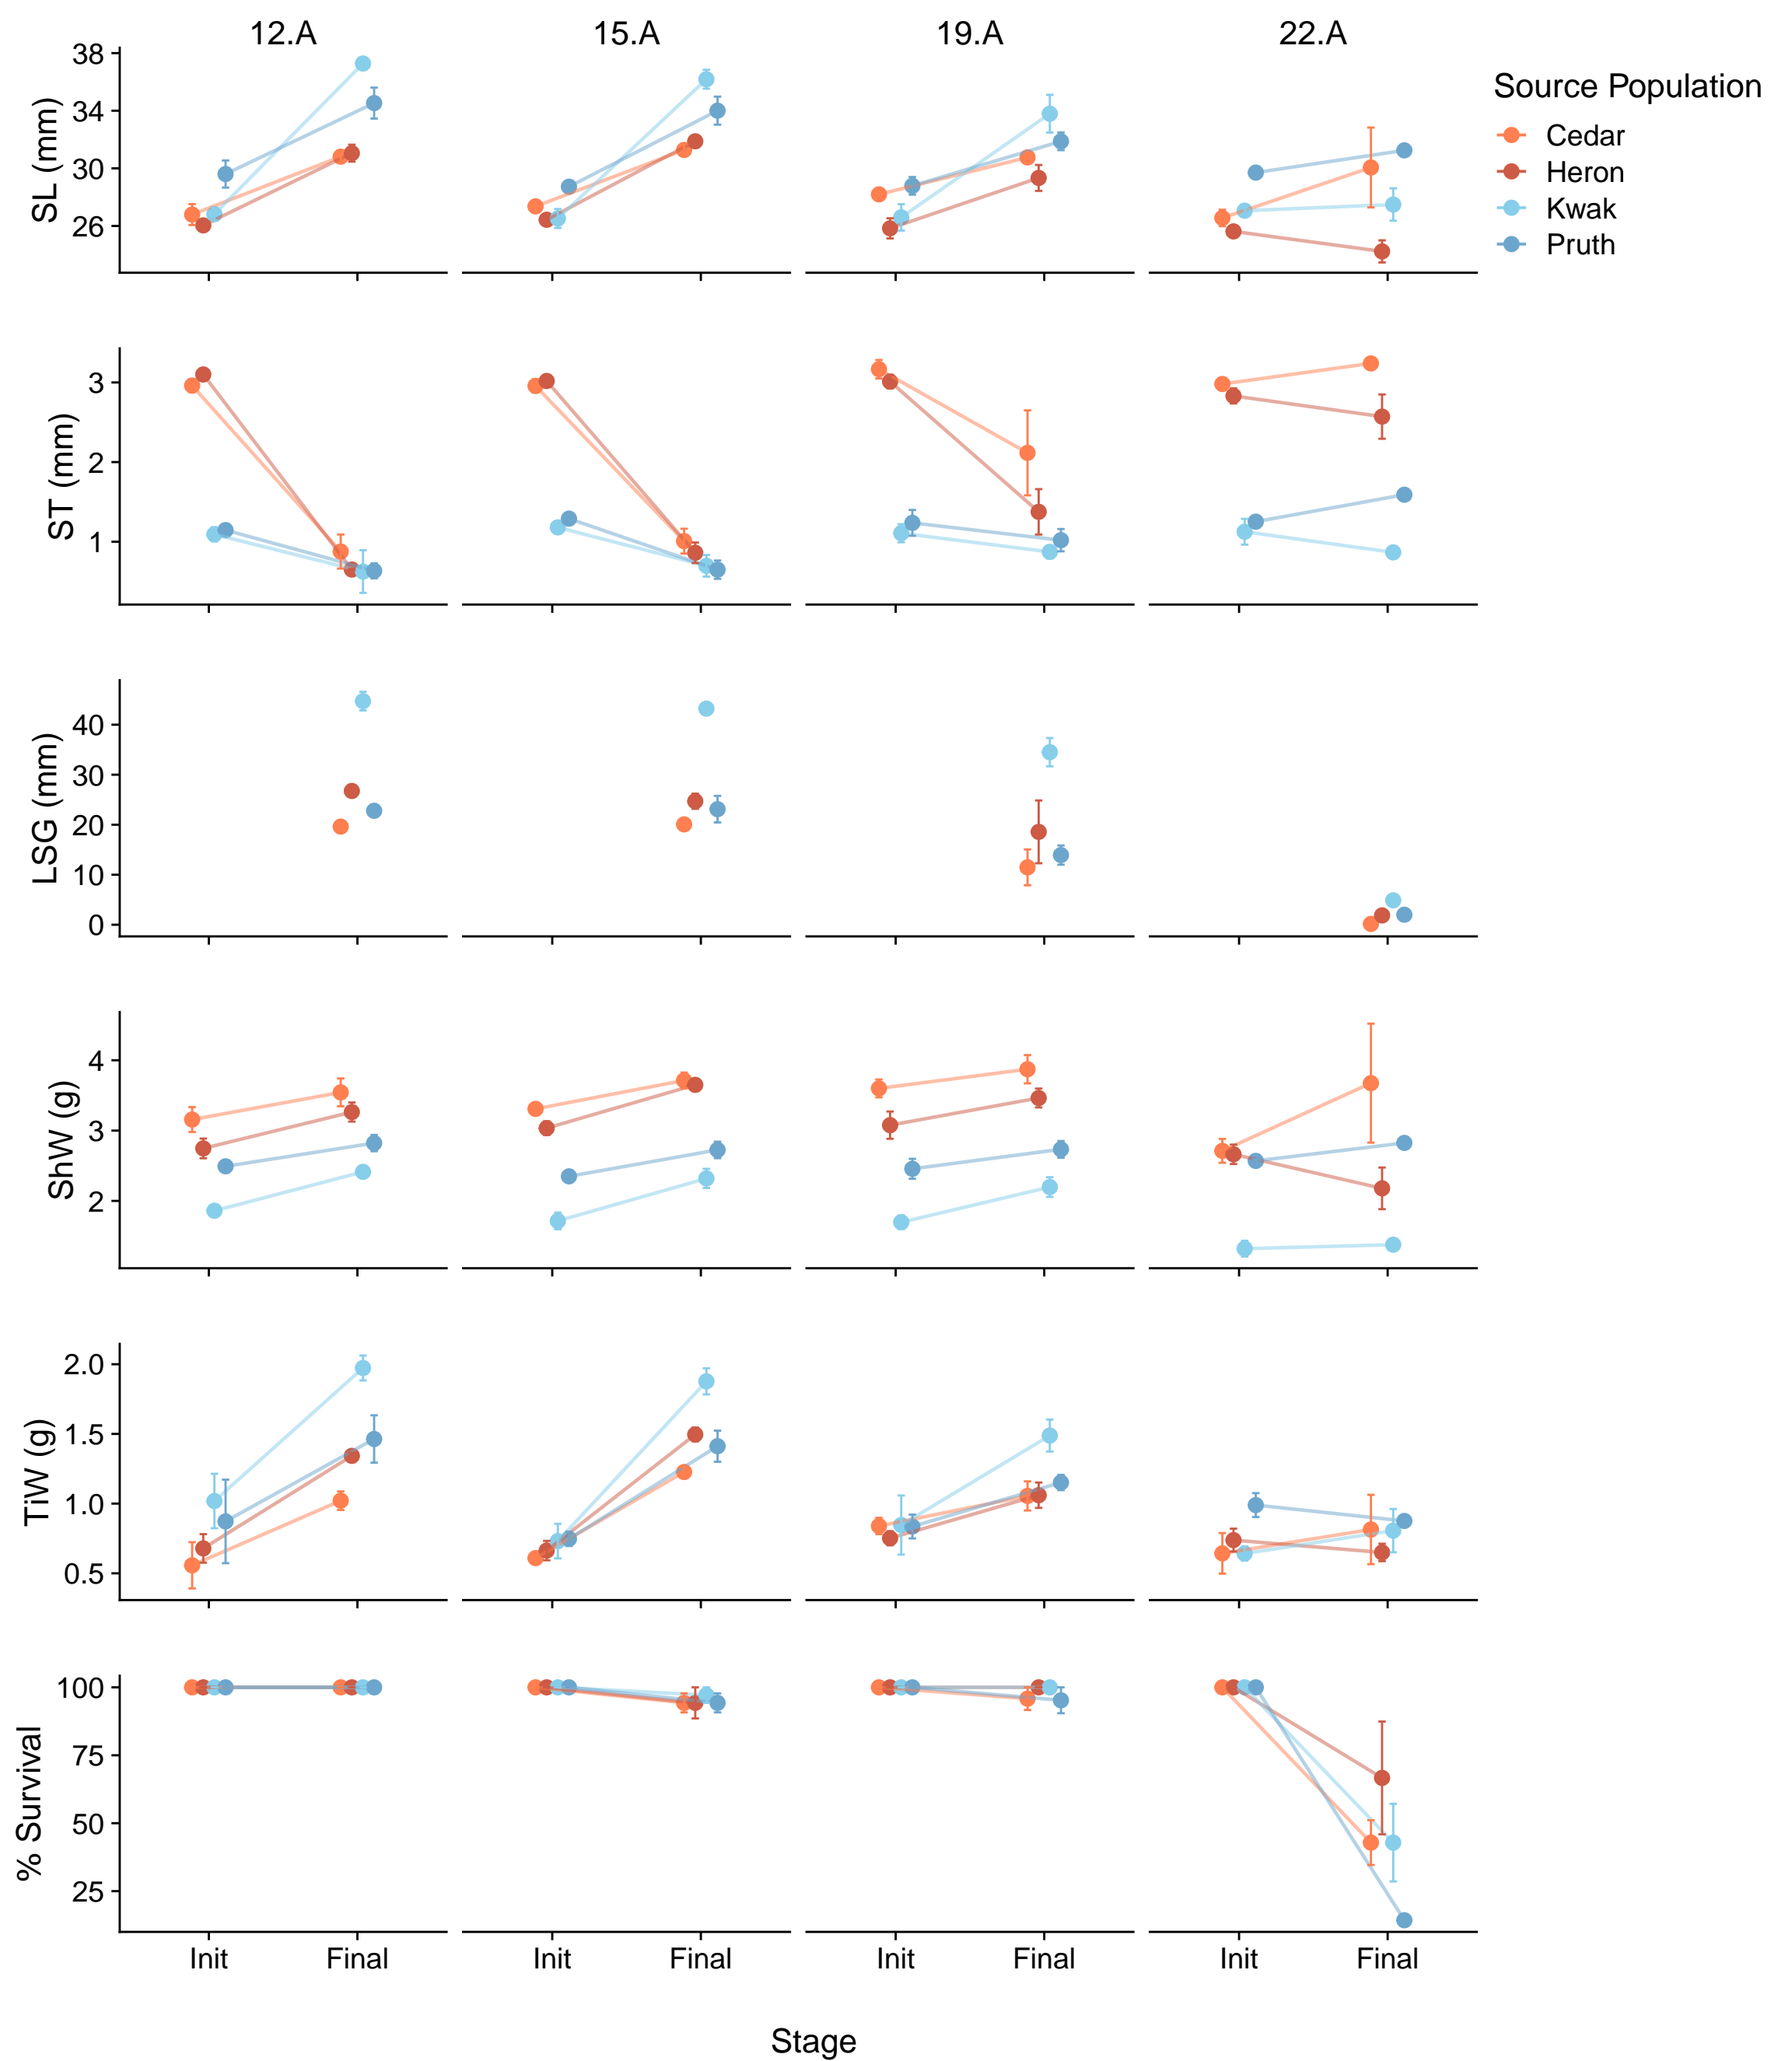 12.A 15.A 19.A 22.A
SL (mm)
38
34
30
26
Source Population
Cedar
Heron
Kwak
Pruth
ST (mm)
3
2
1
LSG (mm)
40
30
20
10
0
ShW (g)
4
3
2
TiW (g)
2.0
1.5
1.0
0.5
% Survival
100
75
50
25
Init Final Init Final Init Final Init Final
Stage